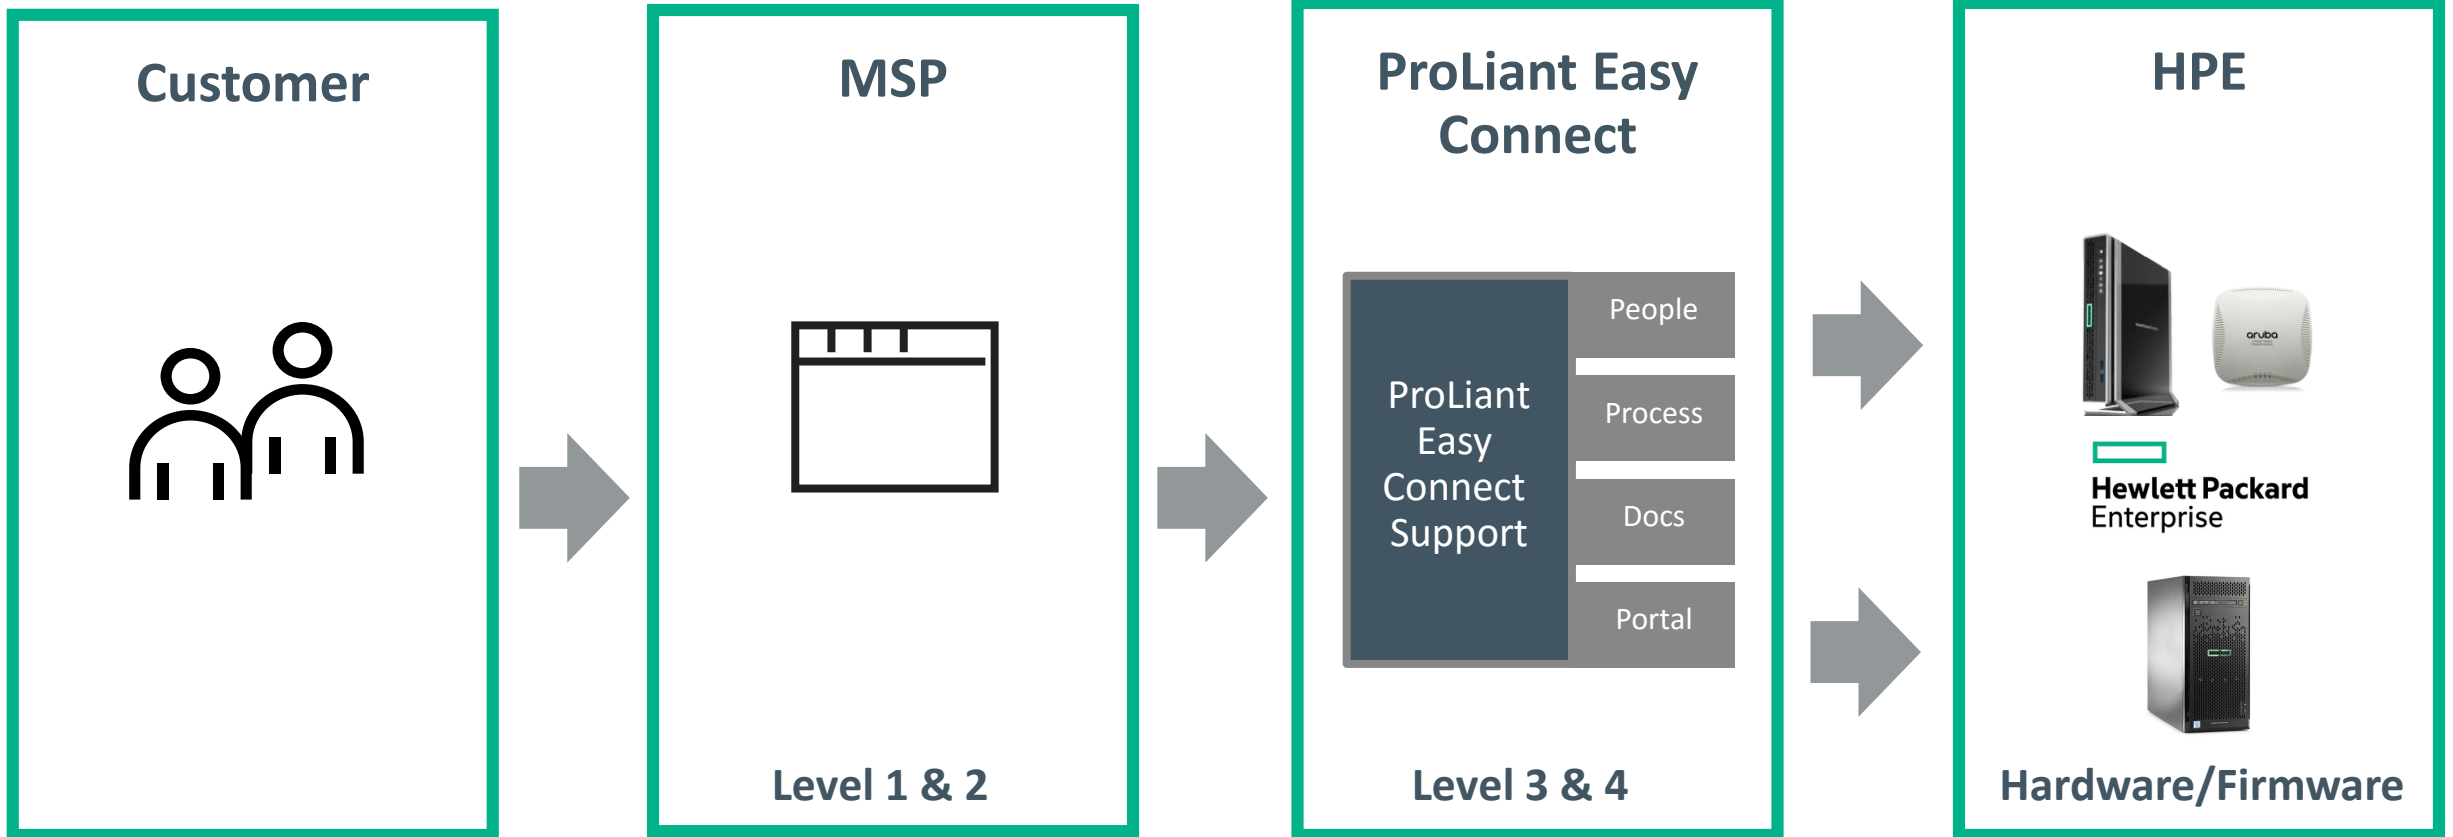 Customer
MSP
Level 1 & 2
ProLiant Easy
Connect
ProLiant
Easy
Connect
Support
People
Process
Docs
Portal
Level 3 & 4
HPE
aruba
Hewlett Packard
Enterprise
Hardware/Firmware